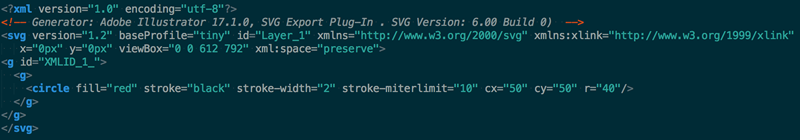 <?xml version="1.0" encoding="utf-8"?>
<!-- Generator: Adobe Illustrator 17.1.0, SVG Export Plug-In . SVG Version: 6.00 Build 0)  -->
<svg version="1.2" baseProfile="tiny" id="Layer_1" xmlns="http://www.w3.org/2000/svg" xmlns:xlink="http://www.w3.org/1999/xlink"
   x="0px" y="0px" viewBox="0 0 612 792" xml:space="preserve">
<g id="XMLID_1_">
  <g>
    <circle fill="red" stroke="black" stroke-width="2" stroke-miterlimit="10" cx="50" cy="50" r="40"/>
  </g>
</g>
</svg>